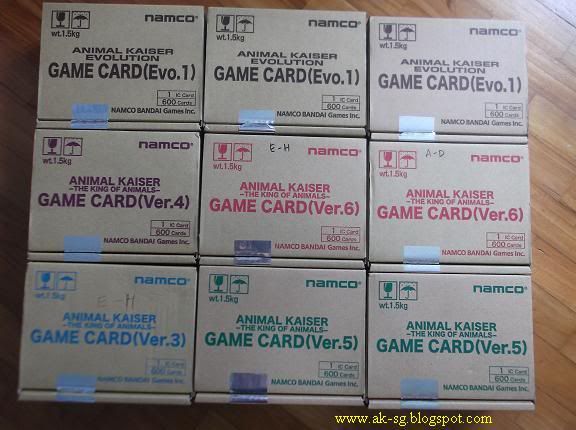 namco®
wt.1.5kg
ANIMAL KAISER
EVOLUTION
GAME CARD(Evo.1)
1 IC Card
600 Cards
NAMCO BANDAI Games Inc.
namco®
wt.1.5kg
ANIMAL KAISER
EVOLUTION
GAME CARD(Evo.1)
1 IC Card
600 Cards
NAMCO BANDAI Games Inc.
namco®
wt.1.5kg
ANIMAL KAISER
EVOLUTION
GAME CARD(Evo.1)
1 IC Card
600 Cards
NAMCO BANDAI Games Inc.
namco®
wt.1.5kg
ANIMAL KAISER
-THE KING OF ANIMALS-
GAME CARD(Ver.4)
1 IC Card
600 Cards
NAMCO BANDAI Games Inc.
E-H
namco®
wt.1.5kg
ANIMAL KAISER
-THE KING OF ANIMALS-
GAME CARD(Ver.6)
1 IC Card
600 Cards
NAMCO BANDAI Games Inc.
A-D
namco®
wt.1.5kg
ANIMAL KAISER
-THE KING OF ANIMALS-
GAME CARD(Ver.6)
1 IC Card
600 Cards
NAMCO BANDAI Games Inc.
namco®
wt.1.5kg
E-H
ANIMAL KAISER
-THE KING OF ANIMALS-
GAME CARD(Ver.3)
1 IC Card
600 Cards
NAMCO BANDAI Games Inc.
namco®
wt.1.5kg
ANIMAL KAISER
-THE KING OF ANIMALS-
GAME CARD(Ver.5)
1 IC Card
600 Cards
NAMCO BANDAI Games Inc.
namco®
wt.1.5kg
ANIMAL KAISER
-THE KING OF ANIMALS-
GAME CARD(Ver.5)
1 IC Card
600 Cards
NAMCO BANDAI Games Inc.
www.ak-sg.blogspot.com